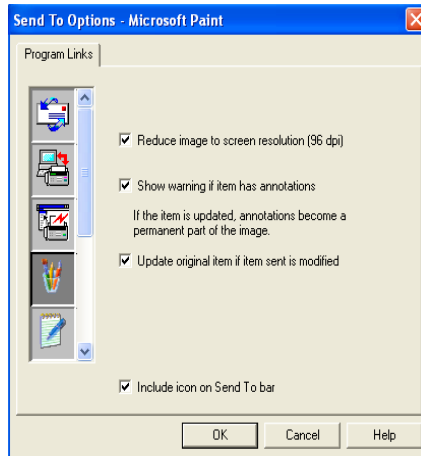 Send To Options - Microsoft Paint
Program Links
Reduce image to screen resolution (96 dpi)
Show warning if item has annotations
If the item is updated, annotations become a
permanent part of the image.
Update original item if item sent is modified
Include icon on Send To bar
OK Cancel Help